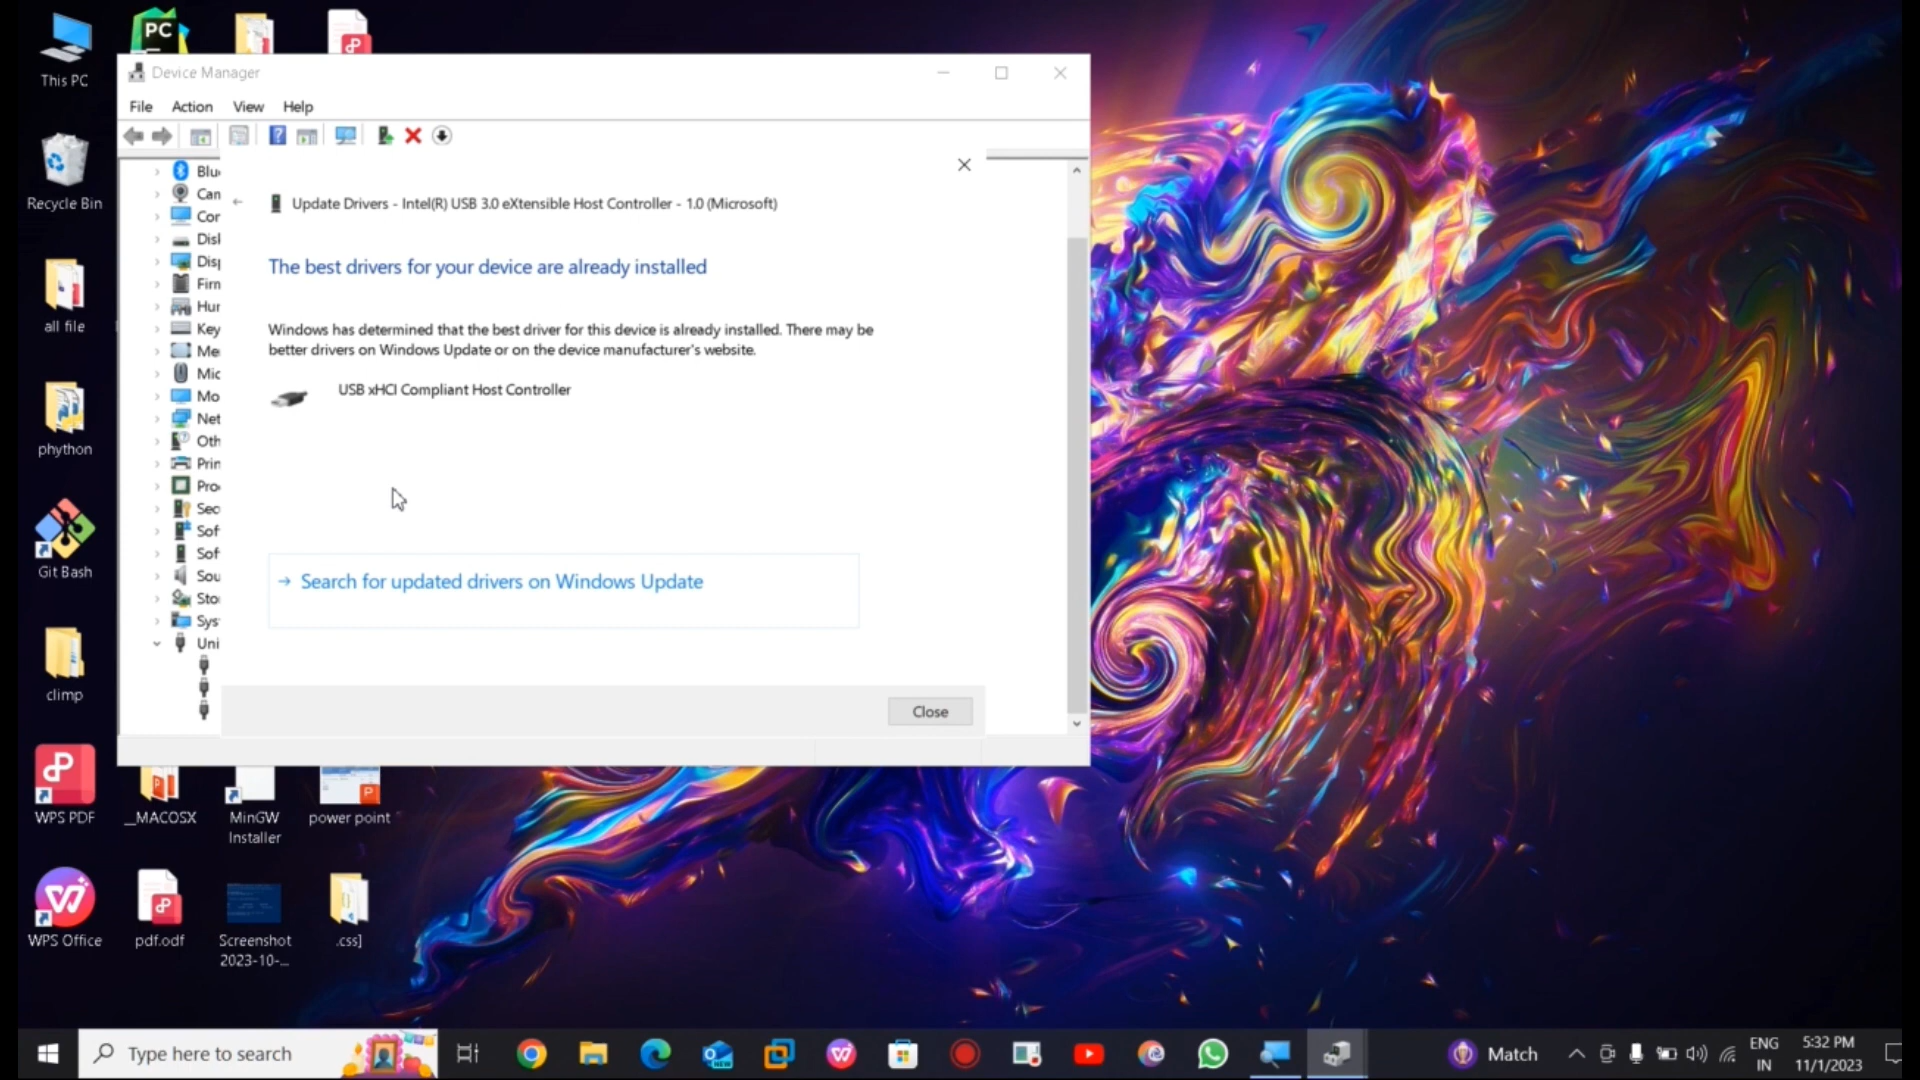 PC
This PC
Recycle Bin
all file
phython
Git Bash
climp
WPS PDF
__MACOSX
MinGW
Installer
power point
WPS Office
pdf.odf
Screenshot
2023-10-...
.css]
Device Manager
File Action View Help
Blu
Can
Cor
Disk
Disp
Firn
Hur
Key
Me
Mic
Mo
Net
Oth
Prin
Pro
Sec
Sof
Sof
Sou
Sto
Sys
Uni
Update Drivers - Intel(R) USB 3.0 eXtensible Host Controller - 1.0 (Microsoft)
The best drivers for your device are already installed
Windows has determined that the best driver for this device is already installed. There may be
better drivers on Windows Update or on the device manufacturer's website.
USB xHCI Compliant Host Controller
Search for updated drivers on Windows Update
Close
Type here to search
NEW
Match
ENG
IN
5:32 PM
11/1/2023